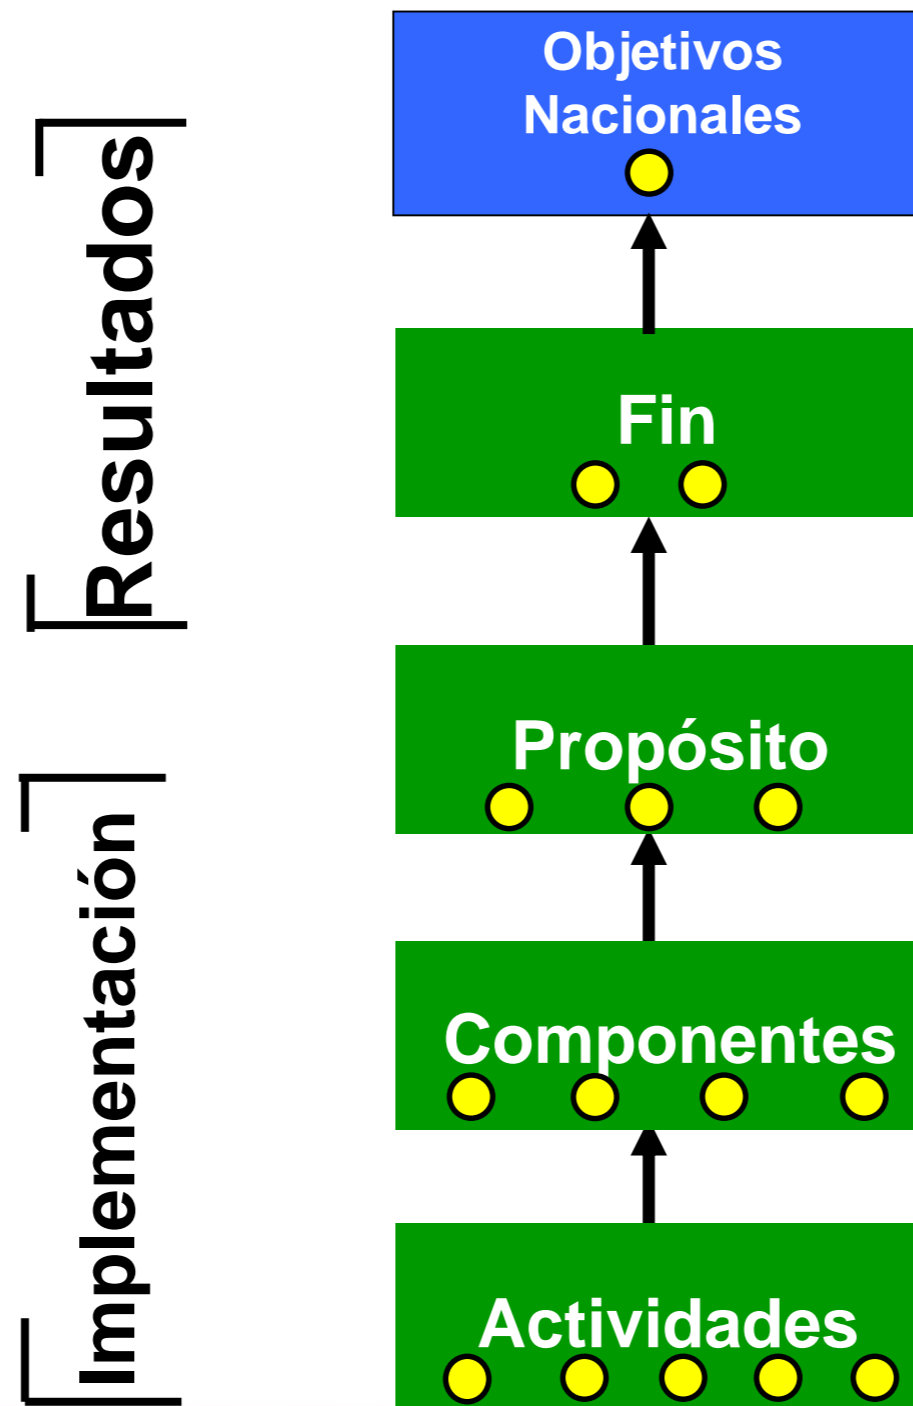 Objetivos
Nacionales
Resultados
Fin
Propósito
Implementación
Componentes
Actividades